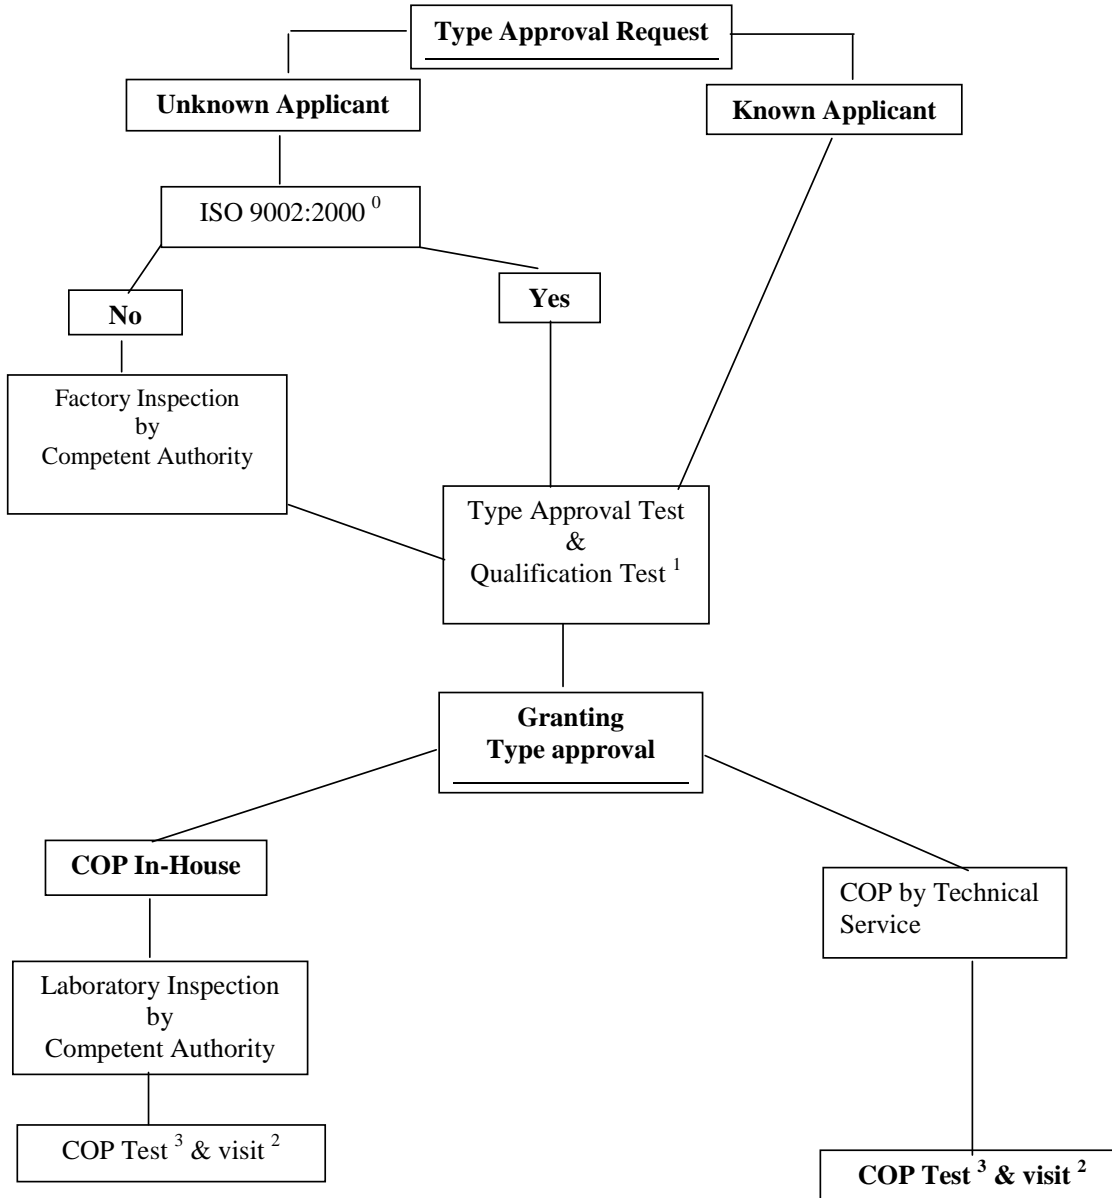 Type Approval Request
Unknown Applicant
Known Applicant
ISO 9002:2000 ⁰
No
Yes
Factory Inspection
by
Competent Authority
Type Approval Test
&
Qualification Test ¹
Granting
Type approval
COP In-House
COP by Technical
Service
Laboratory Inspection
by
Competent Authority
COP Test ³ & visit ²
COP Test ³ & visit ²